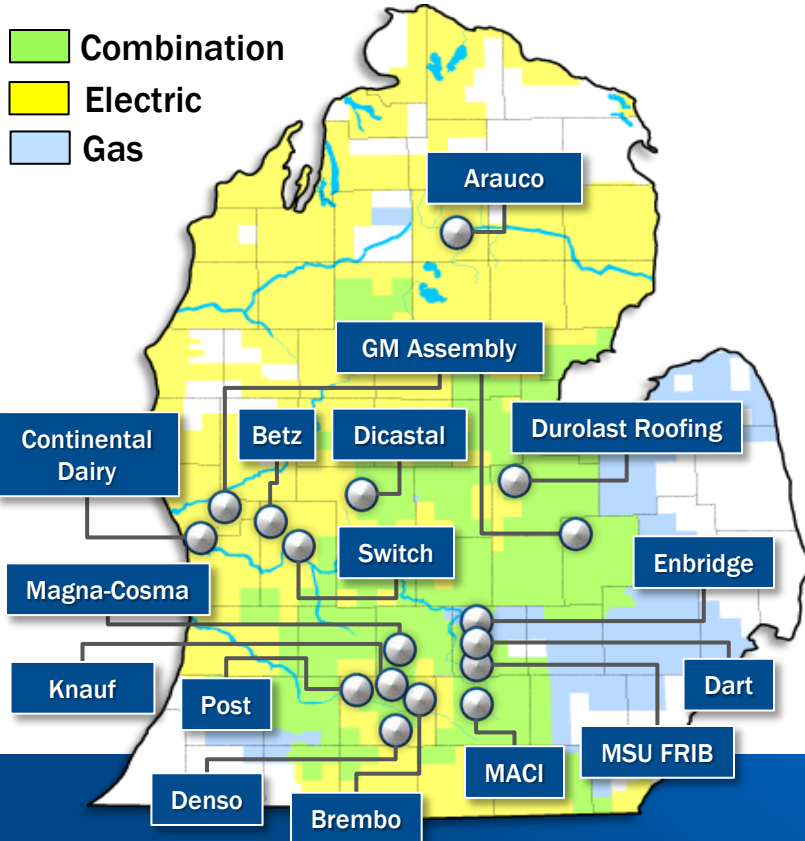 Combination
Electric
Gas
Arauco
GM Assembly
Continental
Dairy
Betz
Dicastal
Durolast Roofing
Switch
Enbridge
Magna-Cosma
Knauf
Post
Dart
MSU FRIB
MACI
Denso
Brembo